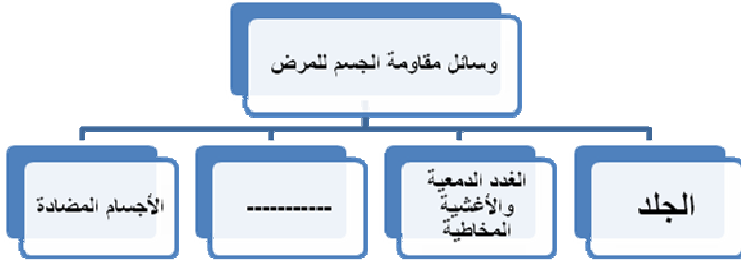 وسائل مقاومة الجسم للمرض
الجلد
الغدد الدمعية
والأغشية
المخاطية
-----------
الأجسام المضادة